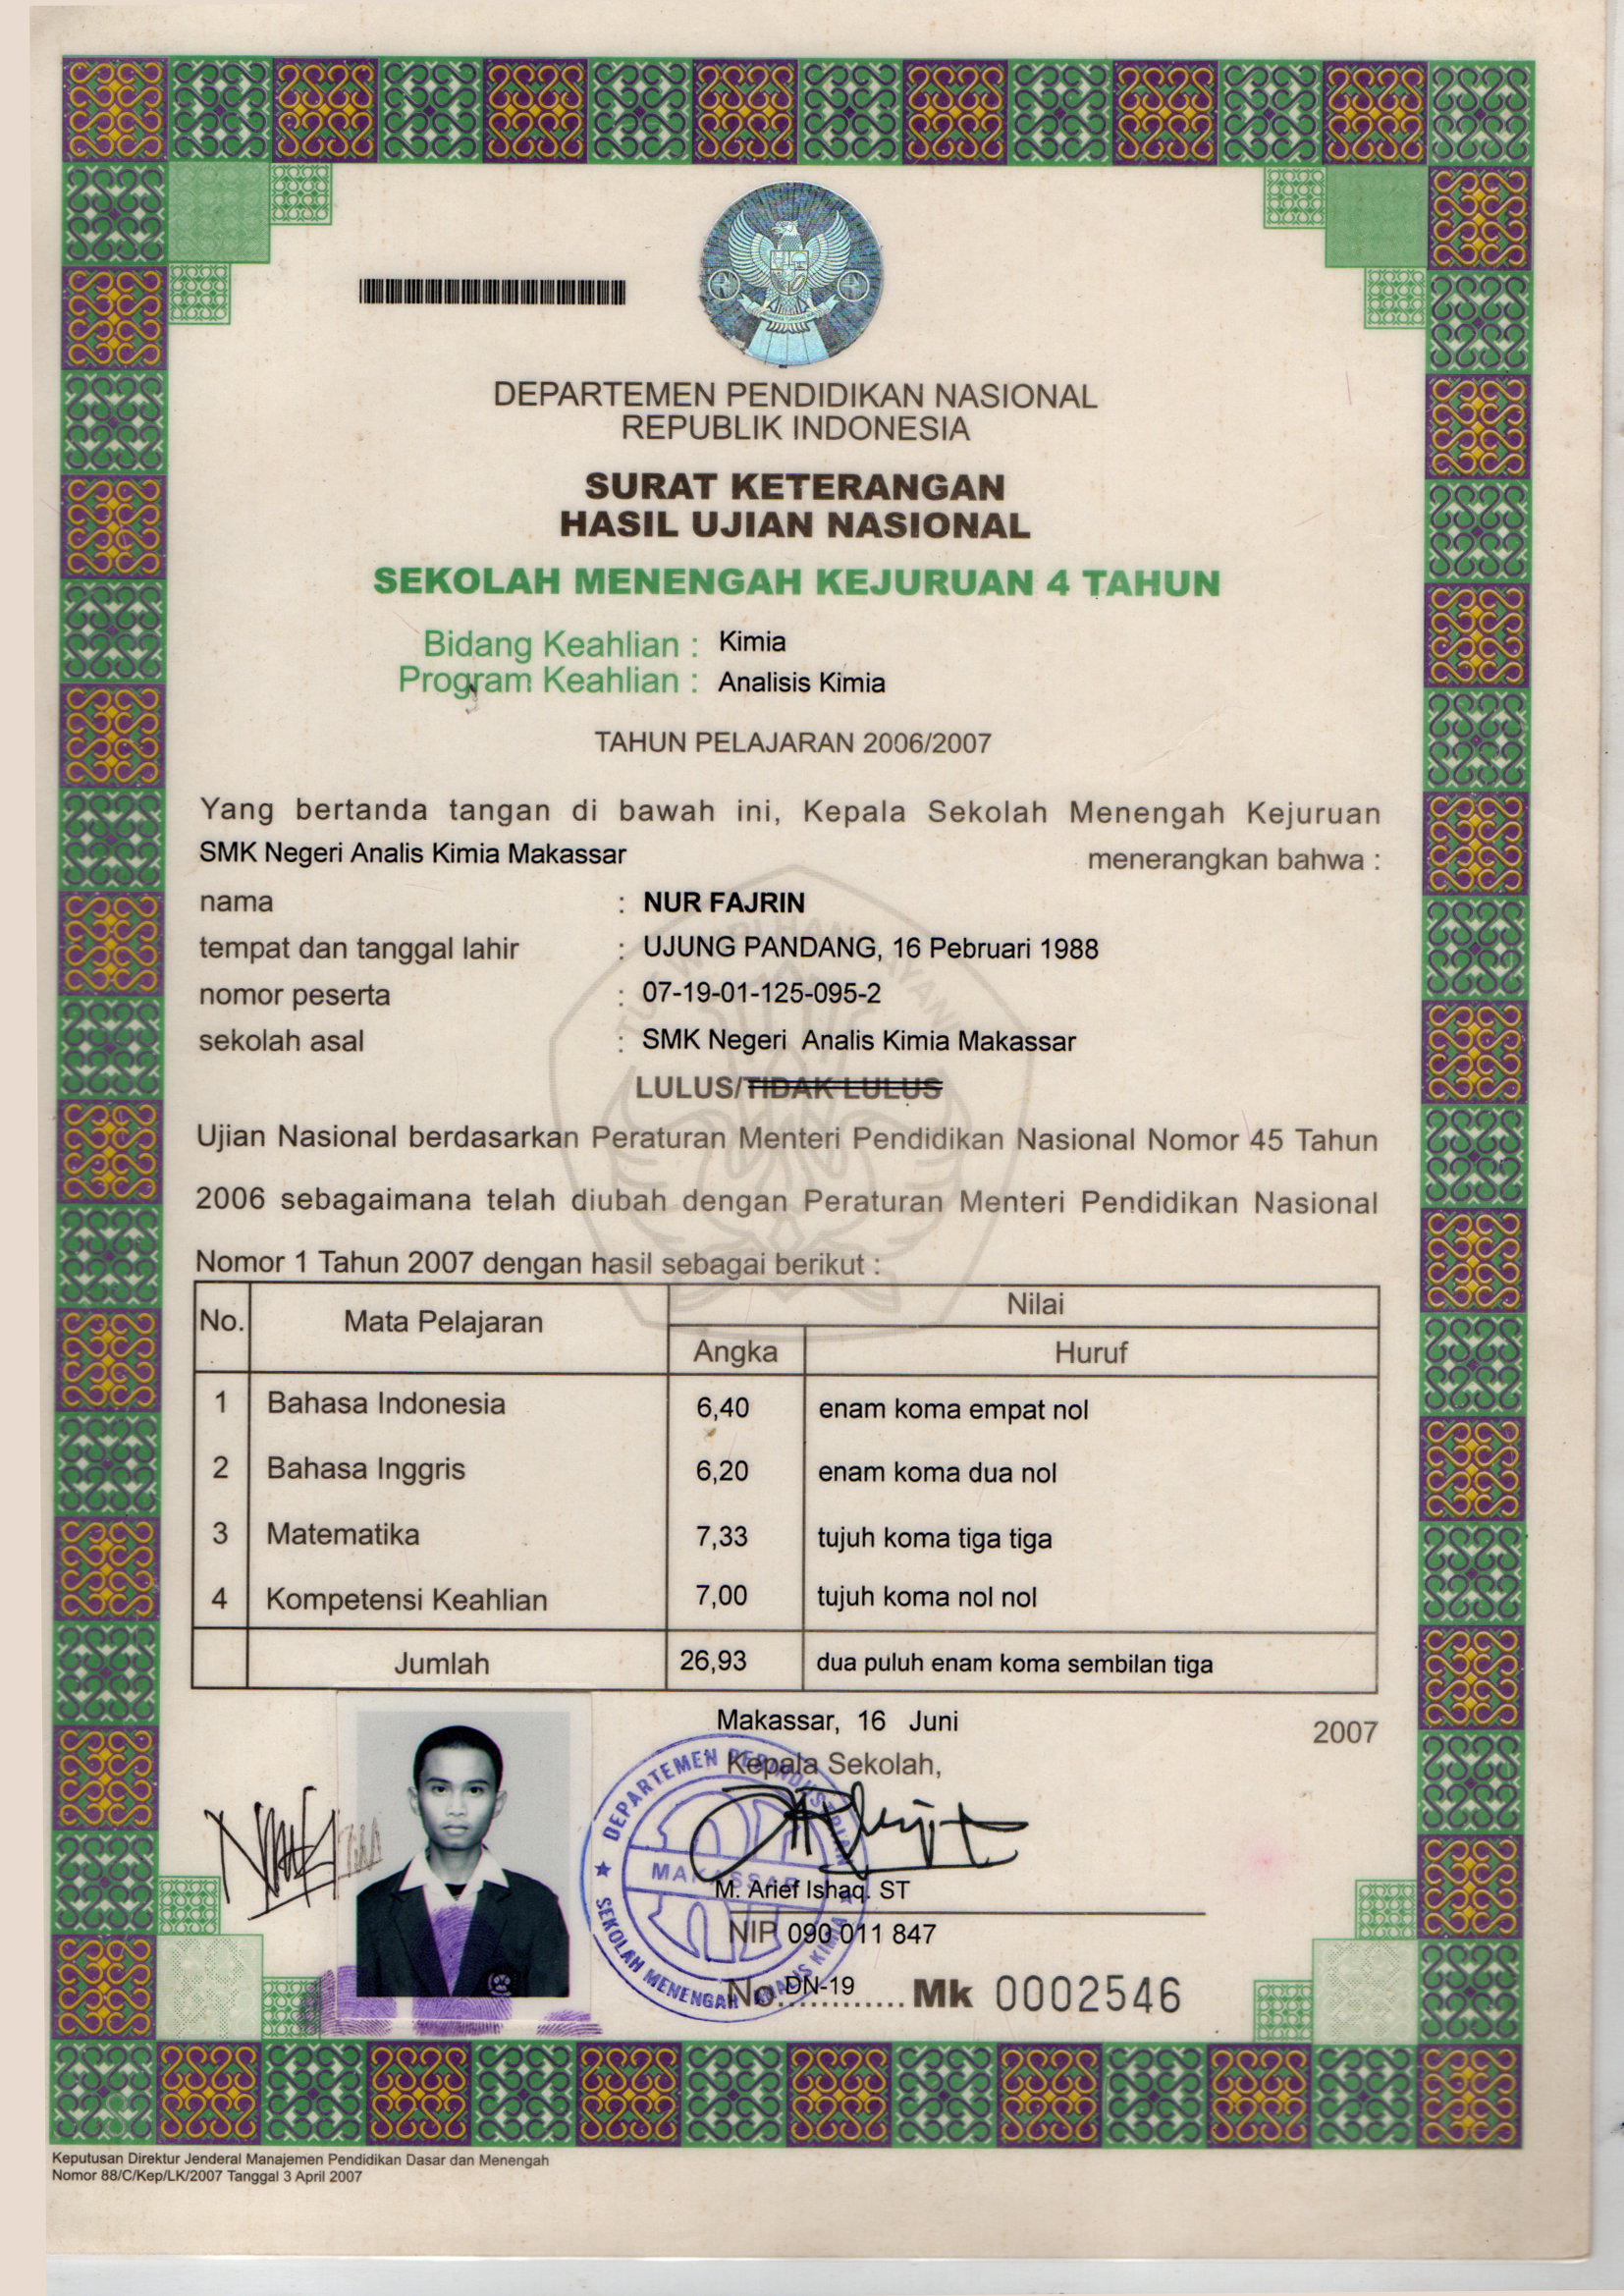 DEPARTEMEN PENDIDIKAN NASIONAL
REPUBLIK INDONESIA
SURAT KETERANGAN
HASIL UJIAN NASIONAL
SEKOLAH MENENGAH KEJURUAN 4 TAHUN
Bidang Keahlian : Kimia
Program Keahlian : Analisis Kimia
TAHUN PELAJARAN 2006/2007
Yang bertanda tangan di bawah ini, Kepala Sekolah Menengah Kejuruan
SMK Negeri Analis Kimia Makassar menerangkan bahwa :
nama : NUR FAJRIN
tempat dan tanggal lahir : UJUNG PANDANG, 16 Pebruari 1988
nomor peserta : 07-19-01-125-095-2
sekolah asal : SMK Negeri Analis Kimia Makassar
LULUS/TIDAK LULUS
Ujian Nasional berdasarkan Peraturan Menteri Pendidikan Nasional Nomor 45 Tahun
2006 sebagaimana telah diubah dengan Peraturan Menteri Pendidikan Nasional
Nomor 1 Tahun 2007 dengan hasil sebagai berikut :
No. Mata Pelajaran Nilai
Angka Huruf
1 Bahasa Indonesia 6,40 enam koma empat nol
2 Bahasa Inggris 6,20 enam koma dua nol
3 Matematika 7,33 tujuh koma tiga tiga
4 Kompetensi Keahlian 7,00 tujuh koma nol nol
Jumlah 26,93 dua puluh enam koma sembilan tiga
Makassar, 16 Juni 2007
Kepala Sekolah,
DEPARTEMEN PERINDUSTRIAN
MAKASSAR
SEKOLAH MENENGAH ANALIS KIMIA
M. Arief Ishaq. ST
NIP 090 011 847
No. DN-19 Mk 0002546
Keputusan Direktur Jenderal Manajemen Pendidikan Dasar dan Menengah
Nomor 88/C/Kep/LK/2007 Tanggal 3 April 2007